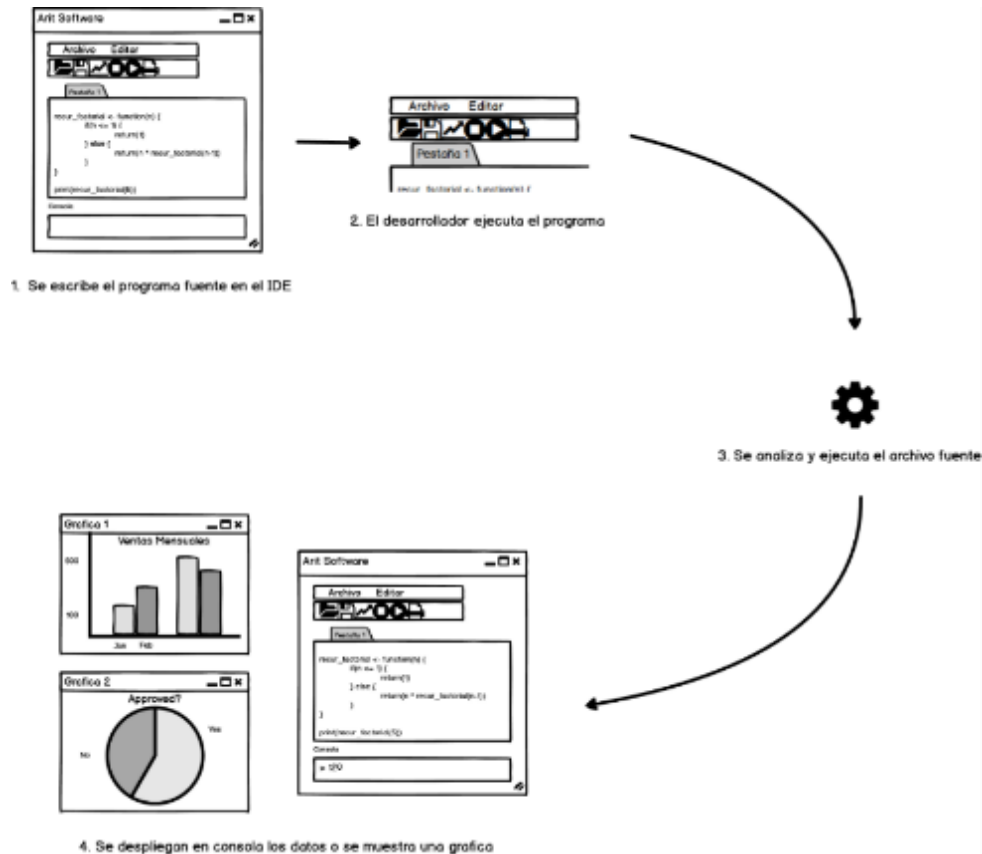 Arit Software
Archivo Editar
Pestaña 1
recur_factorial <- function(n) {
if(n <= 1) {
return(1)
} else {
return(n * recur_factorial(n-1))
}
}
print(recur_factorial(5))
Consola
1. Se escribe el programa fuente en el IDE
Archivo Editar
Pestaña 1
recur_factorial <- function(n) {
2. El desarrollador ejecuta el programa
3. Se analiza y ejecuta el archivo fuente
Grafica 1
Ventas Mensuales
100
Jan Feb
Grafica 2
Approved?
Yes
No
Arit Software
Archivo Editar
Pestaña 1
recur_factorial <- function(n) {
if(n <= 1) {
return(1)
} else {
return(n * recur_factorial(n-1))
}
}
print(recur_factorial(5))
Consola
> 120
4. Se despliegan en consola los datos o se muestra una grafica